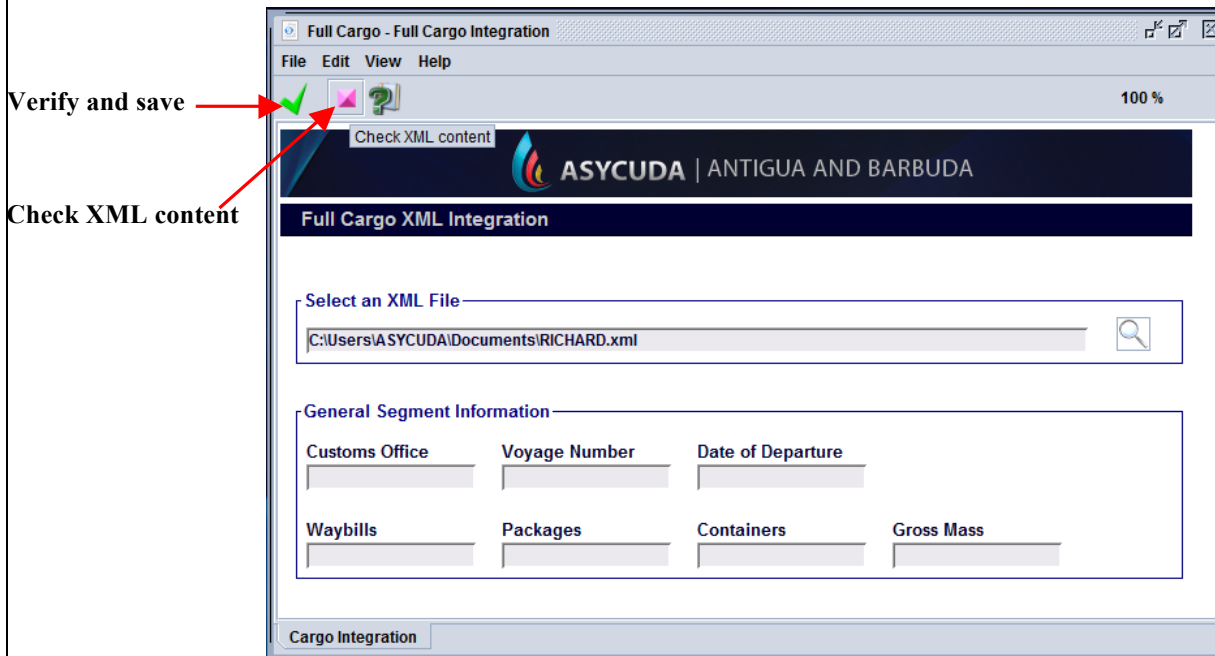 Full Cargo - Full Cargo Integration
File Edit View Help
Verify and save
100 %
Check XML content
ASYCUDA | ANTIGUA AND BARBUDA
Check XML content
Full Cargo XML Integration
Select an XML File
C:\Users\ASYCUDA\Documents\RICHARD.xml
General Segment Information
Customs Office Voyage Number Date of Departure
Waybills Packages Containers Gross Mass
Cargo Integration